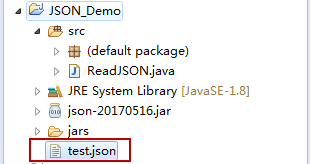 JSON_Demo
src
(default package)
ReadJSON.java
JRE System Library [JavaSE-1.8]
json-20170516.jar
jars
test.json